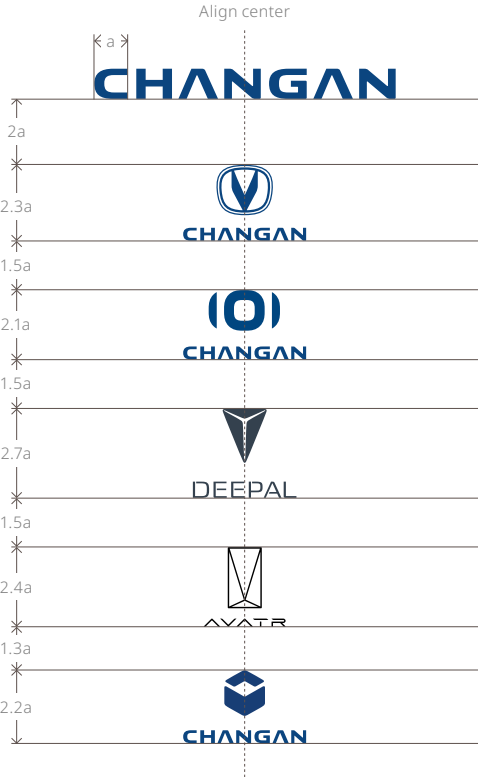 Align center
a
CHANGAN
2a
2.3a
CHANGAN
1.5a
2.1a
CHANGAN
1.5a
2.7a
DEEPAL
1.5a
2.4a
AVATR
1.3a
2.2a
CHANGAN